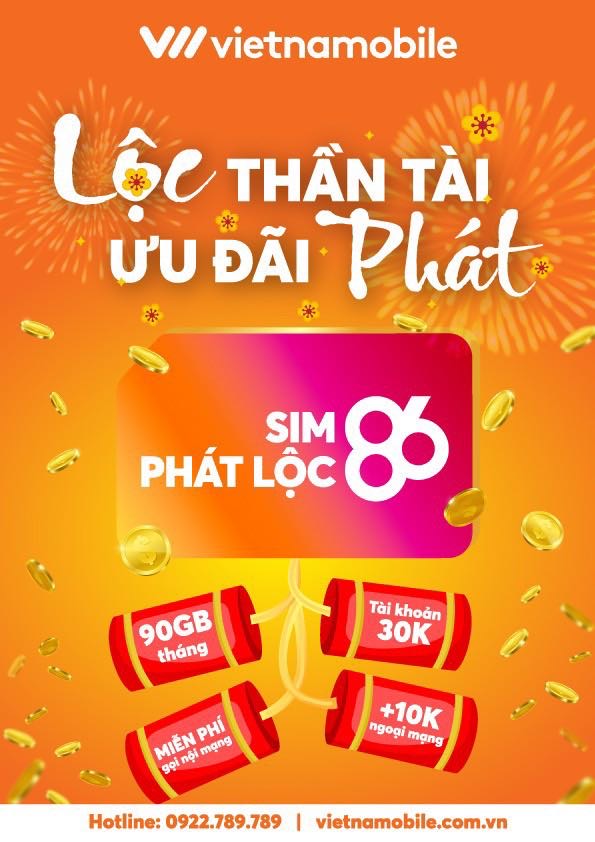 vietnamobile
Lộc THẦN TÀI
ƯU ĐÃI Phát
SIM
PHÁT LỘC 86
90GB
tháng
Tài khoản
30K
MIỄN PHÍ
gọi nội mạng
+10K
ngoại mạng
Hotline: 0922.789.789 | vietnamobile.com.vn